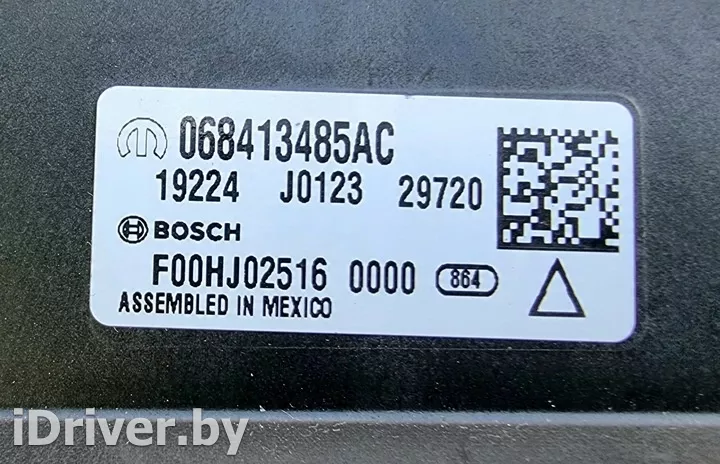 068413485AC
19224 J0123 29720
BOSCH
F00HJ02516 0000 864
ASSEMBLED IN MEXICO
iDriver.by